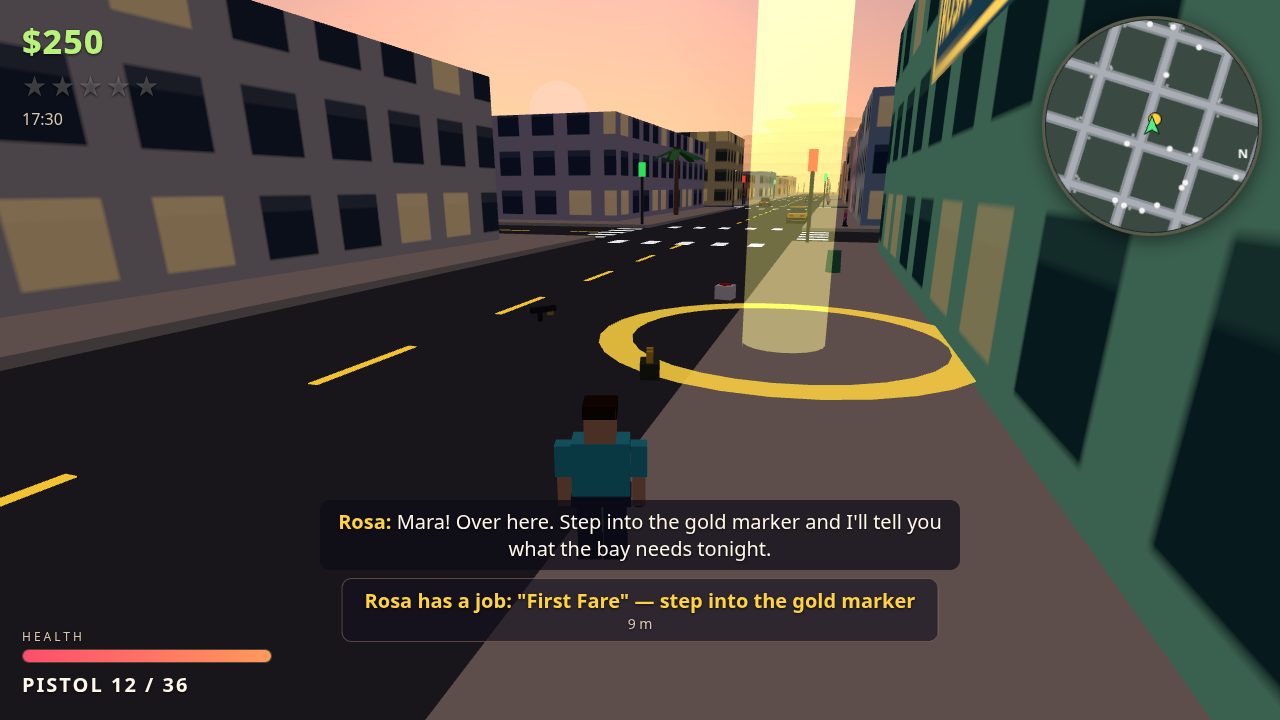 $250
17:30
N
Rosa: Mara! Over here. Step into the gold marker and I'll tell you
what the bay needs tonight.
Rosa has a job: "First Fare" — step into the gold marker
9 m
HEALTH
PISTOL 12 / 36